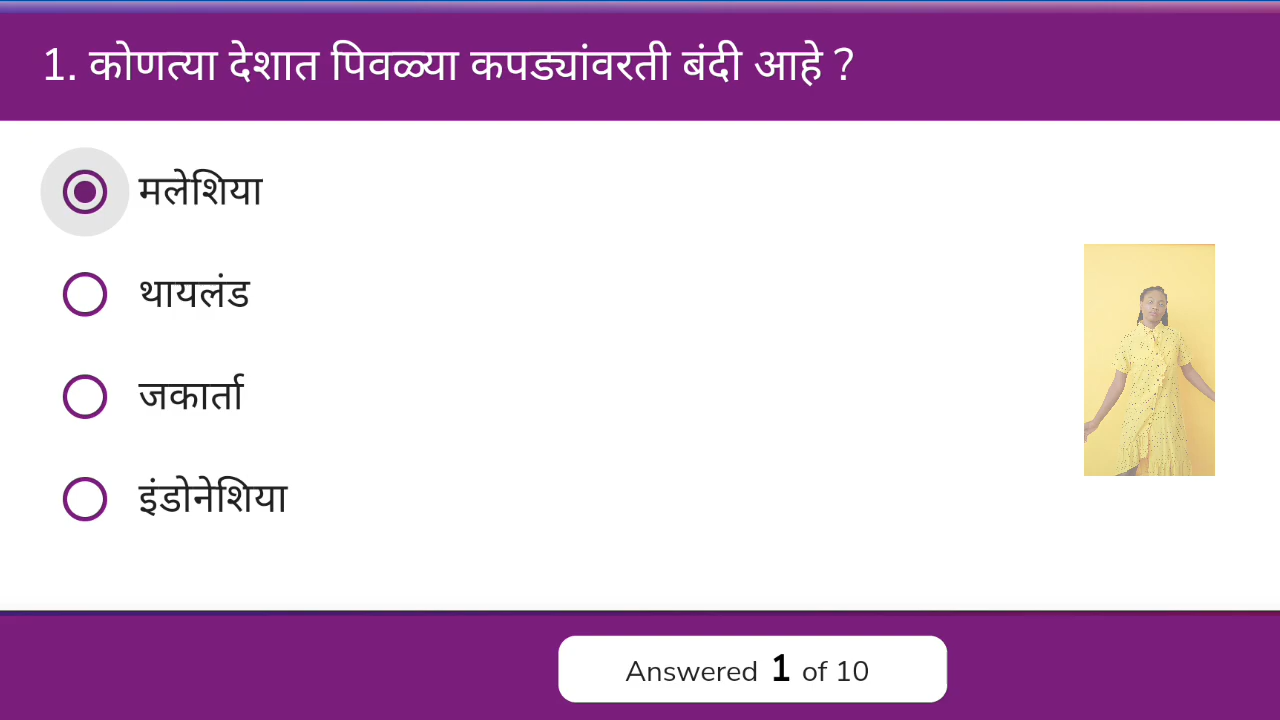 1. कोणत्या देशात पिवळ्या कपड्यांवरती बंदी आहे ?
मलेशिया
थायलंड
जकार्ता
इंडोनेशिया
Answered 1 of 10